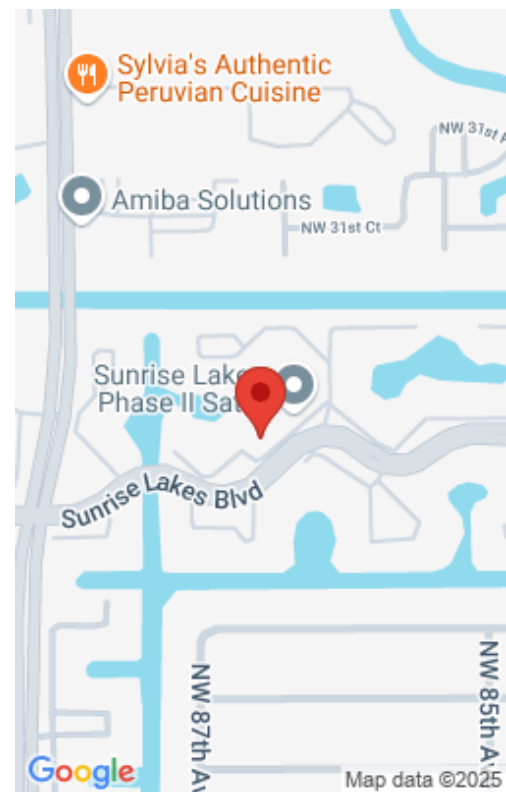 Sylvia's Authentic
Peruvian Cuisine
NW 31st
Amiba Solutions
NW 31st Ct
Sunrise Lake
Phase II Sat
Sunrise Lakes Blvd
NW 87th Av
NW 85th Av
Google
Map data ©2025